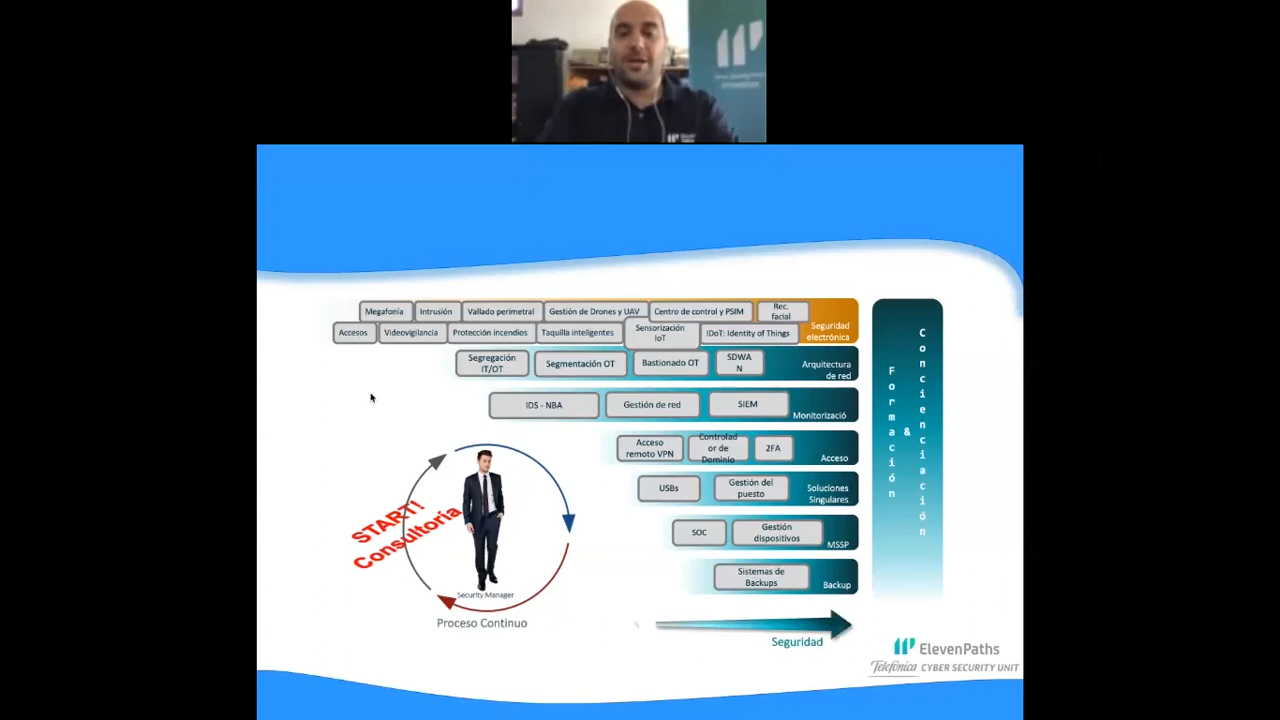 Eleven
Megafonía
Intrusión
Vallado perimetral
Gestión de Drones y UAV
Centro de control y PSIM
Rec.
facial
Accesos
Videovigilancia
Protección incendios
Taquilla inteligentes
Sensorización
IoT
IDoT: Identity of Things
Seguridad
electrónica
Segregación
IT/OT
Segmentación OT
Bastionado OT
SDWA
N
Arquitectura
de red
IDS - NBA
Gestión de red
SIEM
Monitorizació
Acceso
remoto VPN
Controlad
or de
Dominio
2FA
Acceso
USBs
Gestión del
puesto
Soluciones
Singulares
SOC
Gestión
dispositivos
MSSP
Sistemas de
Backups
Backup
Formación
&
Concienciación
START!
Consultoría
Security Manager
Proceso Continuo
Seguridad
ElevenPaths
Telefónica CYBER SECURITY UNIT